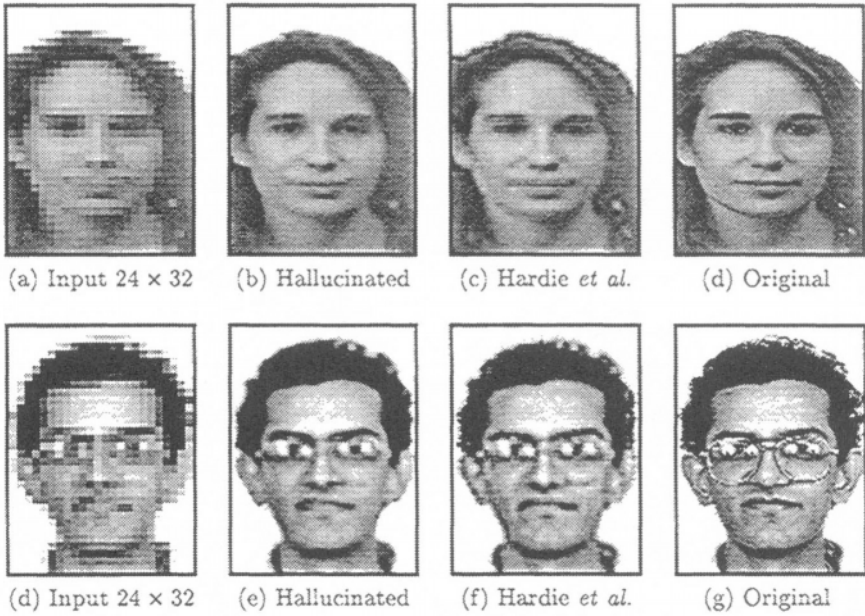 (a) Input 24 × 32 (b) Hallucinated (c) Hardie et al. (d) Original
(d) Input 24 × 32 (e) Hallucinated (f) Hardie et al. (g) Original